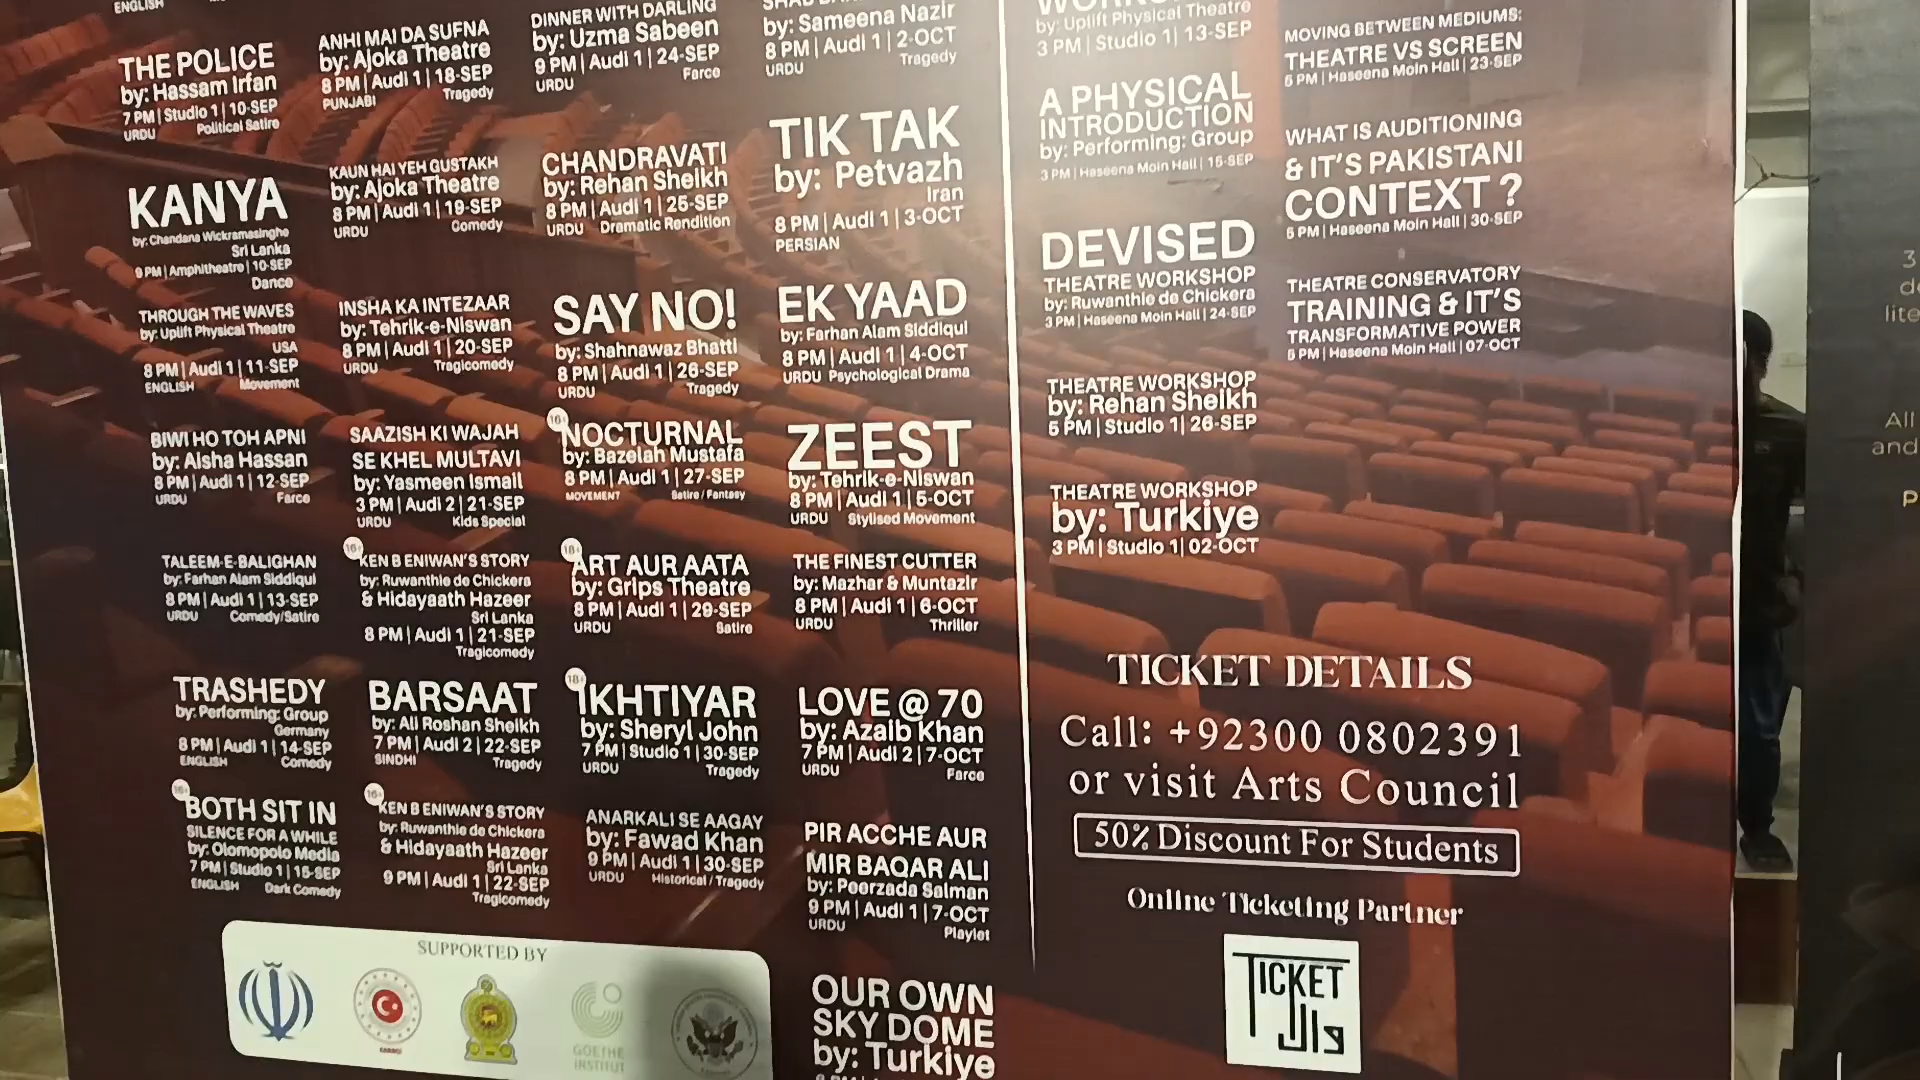 ENGLISH
THE POLICE
by: Hassam Irfan
7 PM | Studio 1 | 10-SEP
URDU Political Satire
KANYA
by: Chandana Wickramasinghe
Sri Lanka
9 PM | Amphitheatre | 10-SEP
Dance
THROUGH THE WAVES
by: Uplift Physical Theatre
USA
8 PM | Audi 1 | 11-SEP
ENGLISH Movement
BIWI HO TOH APNI
by: Aisha Hassan
8 PM | Audi 1 | 12-SEP
URDU Farce
TALEEM-E-BALIGHAN
by: Farhan Alam Siddiqui
8 PM | Audi 1 | 13-SEP
URDU Comedy/Satire
TRASHEDY
by: Performing: Group
Germany
8 PM | Audi 1 | 14-SEP
ENGLISH Comedy
16+
BOTH SIT IN
SILENCE FOR A WHILE
by: Olomopolo Media
7 PM | Studio 1 | 15-SEP
ENGLISH Dark Comedy
ANHI MAI DA SUFNA
by: Ajoka Theatre
8 PM | Audi 1 | 18-SEP
PUNJABI Tragedy
KAUN HAI YEH GUSTAKH
by: Ajoka Theatre
8 PM | Audi 1 | 19-SEP
URDU Comedy
INSHA KA INTEZAAR
by: Tehrik-e-Niswan
8 PM | Audi 1 | 20-SEP
URDU Tragicomedy
SAAZISH KI WAJAH
SE KHEL MULTAVI
by: Yasmeen Ismail
3 PM | Audi 2 | 21-SEP
URDU Kids Special
16+
KEN B ENIWAN'S STORY
by: Ruwanthie de Chickera
& Hidayaath Hazeer
Sri Lanka
8 PM | Audi 1 | 21-SEP
Tragicomedy
BARSAAT
by: Ali Roshan Sheikh
7 PM | Audi 2 | 22-SEP
SINDHI Tragedy
16+
KEN B ENIWAN'S STORY
by: Ruwanthie de Chickera
& Hidayaath Hazeer
Sri Lanka
9 PM | Audi 1 | 22-SEP
Tragicomedy
DINNER WITH DARLING
by: Uzma Sabeen
9 PM | Audi 1 | 24-SEP
URDU Farce
CHANDRAVATI
by: Rehan Sheikh
8 PM | Audi 1 | 25-SEP
URDU Dramatic Rendition
SAY NO!
by: Shahnawaz Bhatti
8 PM | Audi 1 | 26-SEP
URDU Tragedy
16+
NOCTURNAL
by: Bazelah Mustafa
8 PM | Audi 1 | 27-SEP
MOVEMENT Satire / Fantasy
18+
ART AUR AATA
by: Grips Theatre
8 PM | Audi 1 | 29-SEP
URDU Satire
18+
IKHTIYAR
by: Sheryl John
7 PM | Studio 1 | 30-SEP
URDU Tragedy
ANARKALI SE AAGAY
by: Fawad Khan
9 PM | Audi 1 | 30-SEP
URDU Historical / Tragedy
by: Sameena Nazir
8 PM | Audi 1 | 2-OCT
URDU Tragedy
TIK TAK
by: Petvazh
Iran
8 PM | Audi 1 | 3-OCT
PERSIAN
EK YAAD
by: Farhan Alam Siddiqui
8 PM | Audi 1 | 4-OCT
URDU Psychological Drama
ZEEST
by: Tehrik-e-Niswan
8 PM | Audi 1 | 5-OCT
URDU Stylised Movement
THE FINEST CUTTER
by: Mazhar & Muntazir
8 PM | Audi 1 | 6-OCT
URDU Thriller
LOVE @ 70
by: Azaib Khan
7 PM | Audi 2 | 7-OCT
URDU Farce
PIR ACCHE AUR
MIR BAQAR ALI
by: Peerzada Salman
9 PM | Audi 1 | 7-OCT
URDU Playlet
OUR OWN
SKY DOME
by: Turkiye
by: Uplift Physical Theatre
3 PM | Studio 1 | 13-SEP
A PHYSICAL
INTRODUCTION
by: Performing: Group
3 PM | Haseena Moin Hall | 15-SEP
DEVISED
THEATRE WORKSHOP
by: Ruwanthie de Chickera
3 PM | Haseena Moin Hall | 24-SEP
THEATRE WORKSHOP
by: Rehan Sheikh
5 PM | Studio 1 | 26-SEP
THEATRE WORKSHOP
by: Turkiye
3 PM | Studio 1 | 02-OCT
MOVING BETWEEN MEDIUMS:
THEATRE VS SCREEN
5 PM | Haseena Moin Hall | 23-SEP
WHAT IS AUDITIONING
& IT'S PAKISTANI
CONTEXT ?
5 PM | Haseena Moin Hall | 30-SEP
THEATRE CONSERVATORY
TRAINING & IT'S
TRANSFORMATIVE POWER
5 PM | Haseena Moin Hall | 07-OCT
TICKET DETAILS
Call: +92300 0802391
or visit Arts Council
50% Discount For Students
Online Ticketing Partner
TICKET
والا
SUPPORTED BY
GOETHE
INSTITUT
All
and